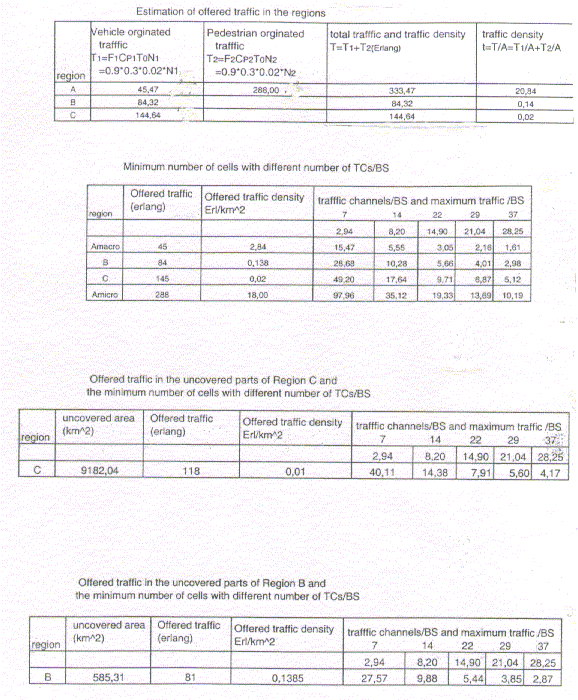 Estimation of offered traffic in the regions
Vehicle orginated Pedestrian orginated total trafffic and traffic density traffic density
trafffic trafffic T=T1+T2(Erlang) t=T/A=T1/A+T2/A
T1=F1CP1T0N1 T2=F2CP2T0N2
=0.9*0.3*0.02*N1 =0.9*0.3*0.02*N2
region
A 45,47 288,00 333,47 20,84
B 84,32 84,32 0,14
C 144,64 144,64 0,02
Minimum number of cells with different number of TCs/BS
Offered traffic Offered traffic density trafffic channels/BS and maximum traffic /BS
(erlang) Erl/km^2
region 7 14 22 29 37
2,94 8,20 14,90 21,04 28,25
Amacro 45 2,84 15,47 5,55 3,05 2,16 1,61
B 84 0,138 28,68 10,28 5,66 4,01 2,98
C 145 0,02 49,20 17,64 9,71 6,87 5,12
Amicro 288 18,00 97,96 35,12 19,33 13,69 10,19
Offered traffic in the uncovered parts of Region C and
the minimum number of cells with different number of TCs/BS
uncovered area Offered traffic Offered traffic density trafffic channels/BS and maximum traffic /BS
(km^2) (erlang) Erl/km^2
region 7 14 22 29 37
2,94 8,20 14,90 21,04 28,25
C 9182,04 118 0,01 40,11 14,38 7,91 5,60 4,17
Offered traffic in the uncovered parts of Region B and
the minimum number of cells with different number of TCs/BS
uncovered area Offered traffic Offered traffic density trafffic channels/BS and maximum traffic /BS
(km^2) (erlang) Erl/km^2
region 7 14 22 29 37
2,94 8,20 14,90 21,04 28,25
B 585,31 81 0,1385 27,57 9,88 5,44 3,85 2,87